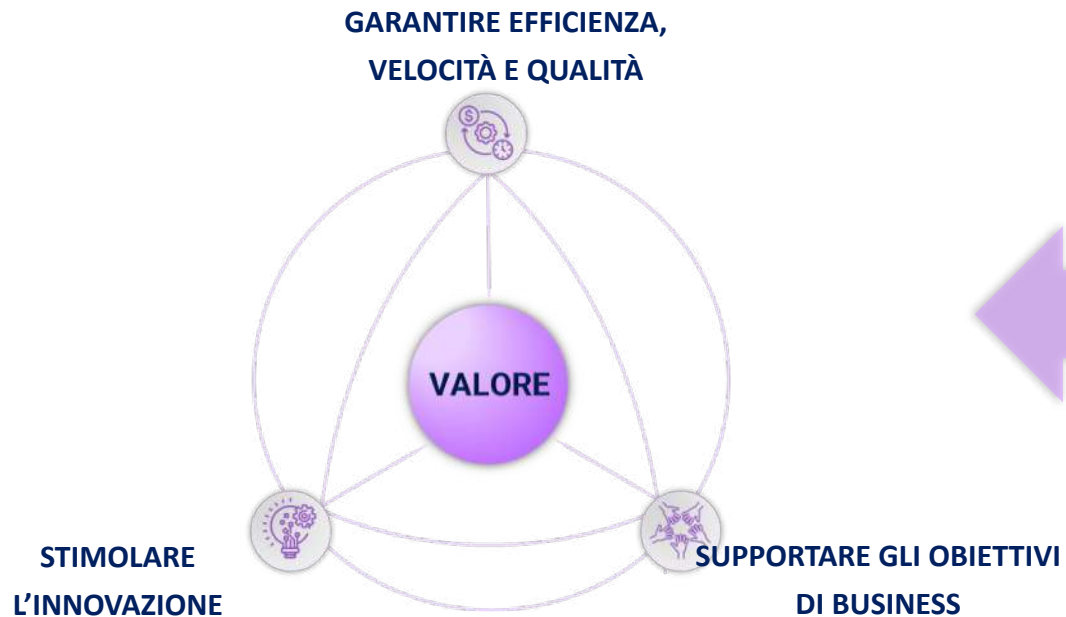 GARANTIRE EFFICIENZA,
VELOCITÀ E QUALITÀ
$
VALORE
STIMOLARE
L'INNOVAZIONE
SUPPORTARE GLI OBIETTIVI
DI BUSINESS